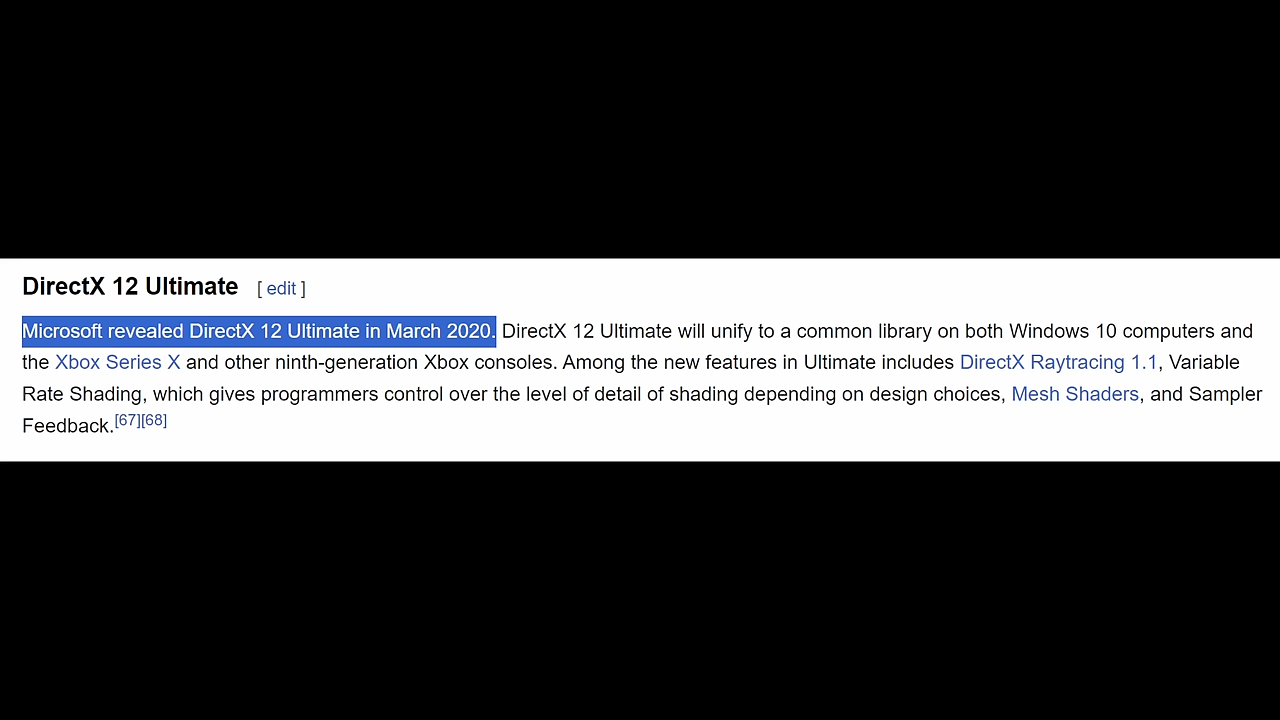 DirectX 12 Ultimate [ edit ]
Microsoft revealed DirectX 12 Ultimate in March 2020. DirectX 12 Ultimate will unify to a common library on both Windows 10 computers and
the Xbox Series X and other ninth-generation Xbox consoles. Among the new features in Ultimate includes DirectX Raytracing 1.1, Variable
Rate Shading, which gives programmers control over the level of detail of shading depending on design choices, Mesh Shaders, and Sampler
Feedback.[67][68]